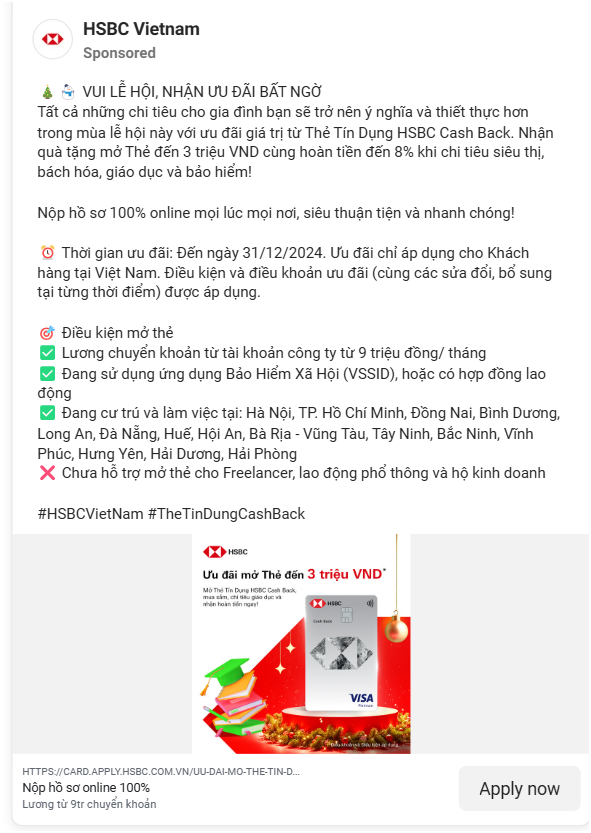 HSBC Vietnam
Sponsored
🎄 ⛄ VUI LỄ HỘI, NHẬN ƯU ĐÃI BẤT NGỜ
Tất cả những chi tiêu cho gia đình bạn sẽ trở nên ý nghĩa và thiết thực hơn
trong mùa lễ hội này với ưu đãi giá trị từ Thẻ Tín Dụng HSBC Cash Back. Nhận
quà tặng mở Thẻ đến 3 triệu VND cùng hoàn tiền đến 8% khi chi tiêu siêu thị,
bách hóa, giáo dục và bảo hiểm!
Nộp hồ sơ 100% online mọi lúc mọi nơi, siêu thuận tiện và nhanh chóng!
⏰ Thời gian ưu đãi: Đến ngày 31/12/2024. Ưu đãi chỉ áp dụng cho Khách
hàng tại Việt Nam. Điều kiện và điều khoản ưu đãi (cùng các sửa đổi, bổ sung
tại từng thời điểm) được áp dụng.
🎯 Điều kiện mở thẻ
✅ Lương chuyển khoản từ tài khoản công ty từ 9 triệu đồng/ tháng
✅ Đang sử dụng ứng dụng Bảo Hiểm Xã Hội (VSSID), hoặc có hợp đồng lao
động
✅ Đang cư trú và làm việc tại: Hà Nội, TP. Hồ Chí Minh, Đồng Nai, Bình Dương,
Long An, Đà Nẵng, Huế, Hội An, Bà Rịa - Vũng Tàu, Tây Ninh, Bắc Ninh, Vĩnh
Phúc, Hưng Yên, Hải Dương, Hải Phòng
❌ Chưa hỗ trợ mở thẻ cho Freelancer, lao động phổ thông và hộ kinh doanh
#HSBCVietNam #TheTinDungCashBack
HSBC
Ưu đãi mở Thẻ đến 3 triệu VND*
Mở Thẻ Tín Dụng HSBC Cash Back,
mua sắm, chi tiêu giáo dục và
nhận hoàn tiền ngay!
HSBC
Cash Back
VISA
Platinum
*Điều khoản và Điều kiện áp dụng.
HTTPS://CARD.APPLY.HSBC.COM.VN/UU-DAI-MO-THE-TIN-D...
Nộp hồ sơ online 100%
Lương từ 9tr chuyển khoản
Apply now